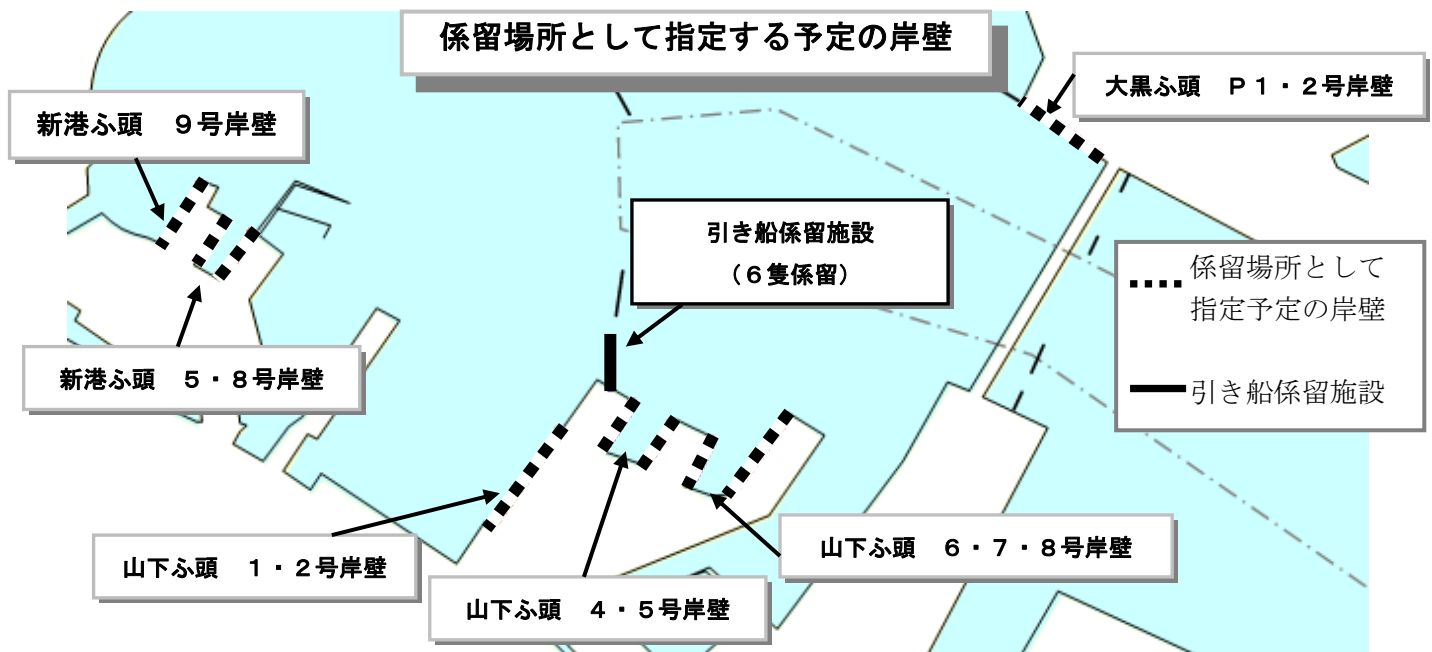 係留場所として指定する予定の岸壁
大黒ふ頭　Ｐ１・２号岸壁
新港ふ頭　９号岸壁
引き船係留施設
（６隻係留）
係留場所として
指定予定の岸壁
引き船係留施設
新港ふ頭　５・８号岸壁
山下ふ頭　１・２号岸壁
山下ふ頭　６・７・８号岸壁
山下ふ頭　４・５号岸壁